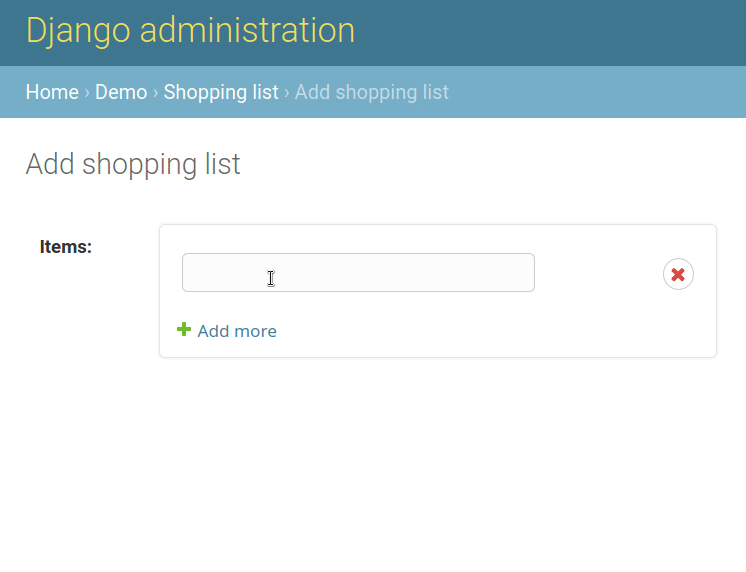 Django administration
Home › Demo › Shopping list › Add shopping list
Add shopping list
Items:
Add more